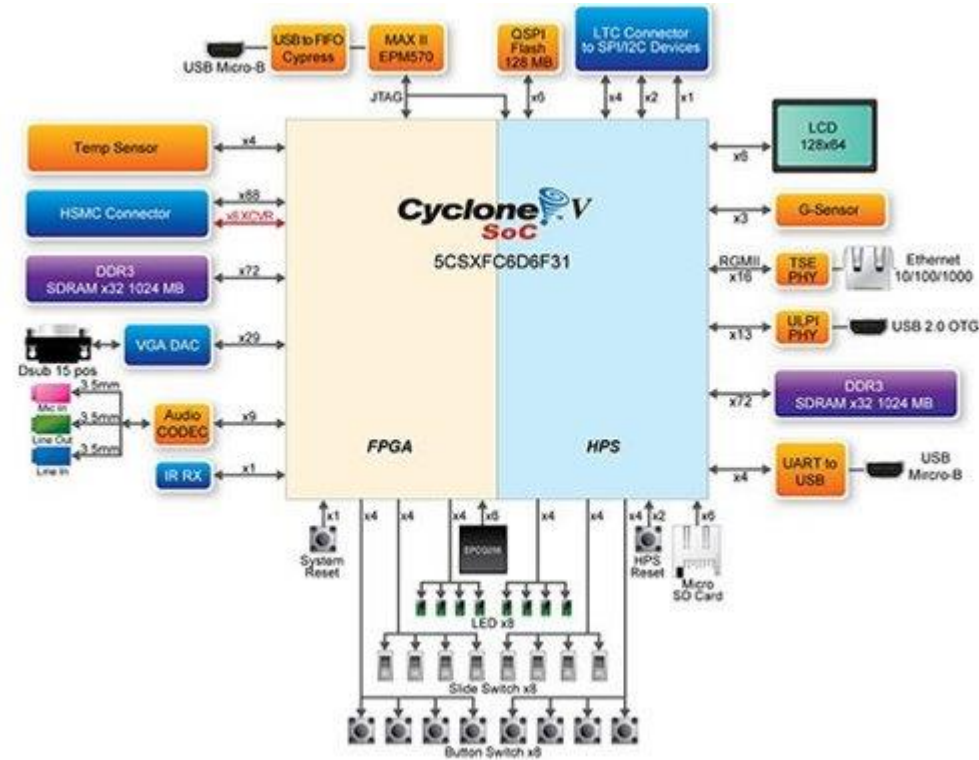 USB Micro-B
USB to FIFO
Cypress
MAX II
EPM570
QSPI
Flash
128 MB
LTC Connector
to SPI/I2C Devices
JTAG
x6
x4
x2
x1
Temp Sensor
x4
HSMC Connector
x88
x8 XCVR
DDR3
SDRAM x32 1024 MB
x72
Dsub 15 pos
VGA DAC
x29
3.5mm
Mic In
3.5mm
Line Out
3.5mm
Line In
Audio
CODEC
x9
IR RX
x1
Cyclone V
SoC
5CSXFC6D6F31
FPGA
HPS
x6
LCD
128x64
x3
G-Sensor
RGMII
x16
TSE
PHY
Ethernet
10/100/1000
x13
ULPI
PHY
USB 2.0 OTG
x72
DDR3
SDRAM x32 1024 MB
x4
UART to
USB
USB
Mircro-B
x1
x4
x4
x4
x6
x4
x4
x4
x2
x6
System
Reset
EPCQ256
HPS
Reset
Micro
SD Card
LED x8
Slide Switch x8
Button Switch x8